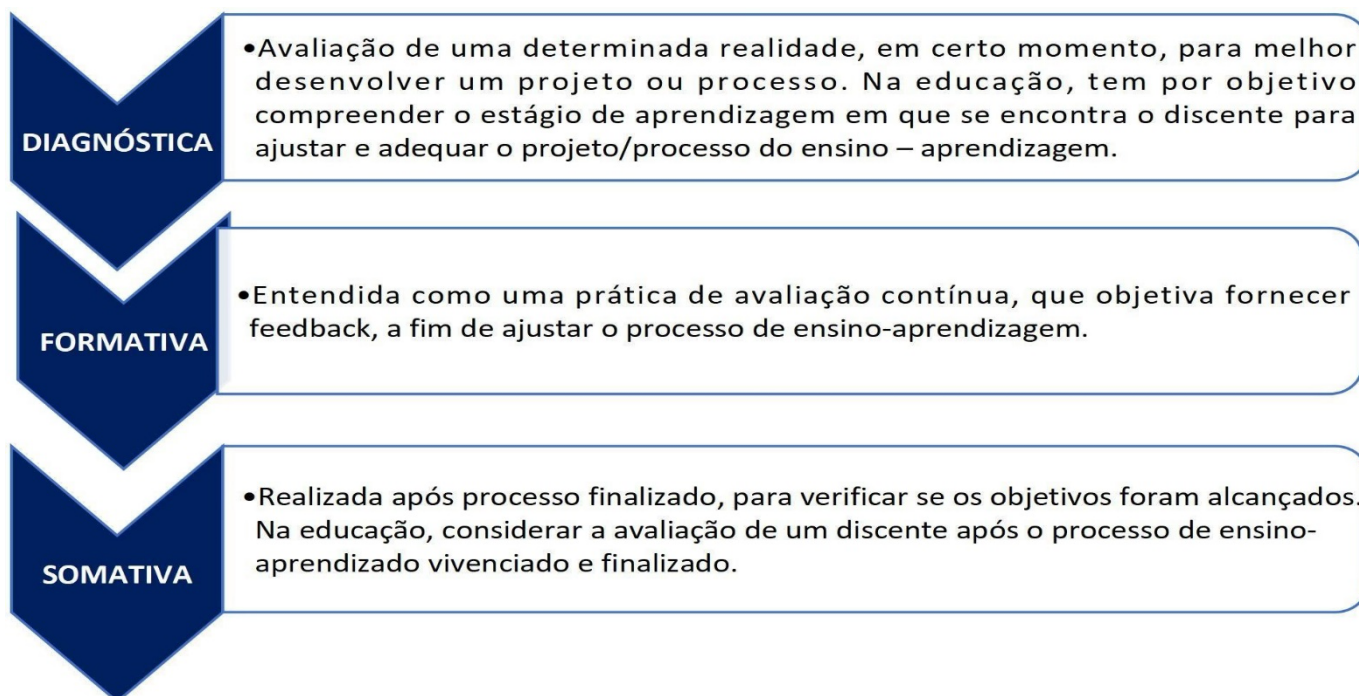 DIAGNÓSTICA
•Avaliação de uma determinada realidade, em certo momento, para melhor
desenvolver um projeto ou processo. Na educação, tem por objetivo
compreender o estágio de aprendizagem em que se encontra o discente para
ajustar e adequar o projeto/processo do ensino – aprendizagem.
FORMATIVA
•Entendida como uma prática de avaliação contínua, que objetiva fornecer
feedback, a fim de ajustar o processo de ensino-aprendizagem.
SOMATIVA
•Realizada após processo finalizado, para verificar se os objetivos foram alcançados.
Na educação, considerar a avaliação de um discente após o processo de ensino-
aprendizado vivenciado e finalizado.